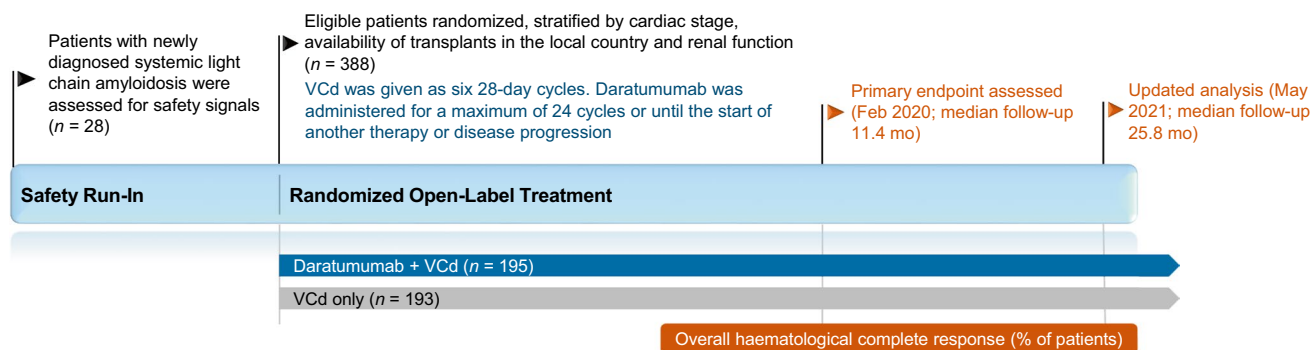 Patients with newly
diagnosed systemic light
chain amyloidosis were
assessed for safety signals
(n = 28)
Eligible patients randomized, stratified by cardiac stage,
availability of transplants in the local country and renal function
(n = 388)
VCd was given as six 28-day cycles. Daratumumab was
administered for a maximum of 24 cycles or until the start of
another therapy or disease progression
Primary endpoint assessed
(Feb 2020; median follow-up
11.4 mo)
Updated analysis (May
2021; median follow-up
25.8 mo)
Safety Run-In
Randomized Open-Label Treatment
Daratumumab + VCd (n = 195)
VCd only (n = 193)
Overall haematological complete response (% of patients)